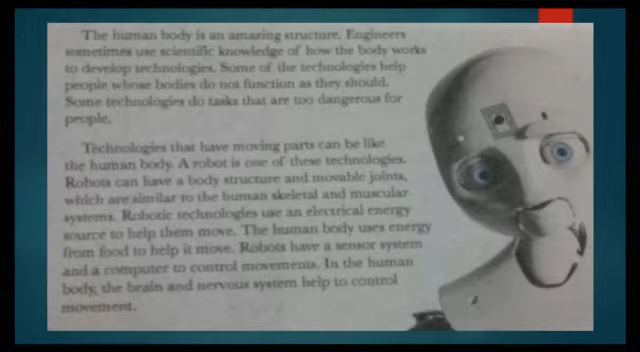 The human body is an amazing structure. Engineers
sometimes use scientific knowledge of how the body works
to develop technologies. Some of the technologies help
people whose bodies do not function as they should.
Some technologies do tasks that are too dangerous for
people.
Technologies that have moving parts can be like
the human body. A robot is one of these technologies.
Robots can have a body structure and movable joints,
which are similar to the human skeletal and muscular
systems. Robotic technologies use an electrical energy
source to help them move. The human body uses energy
from food to help it move. Robots have a sensor system
and a computer to control movements. In the human
body, the brain and nervous system help to control
movement.